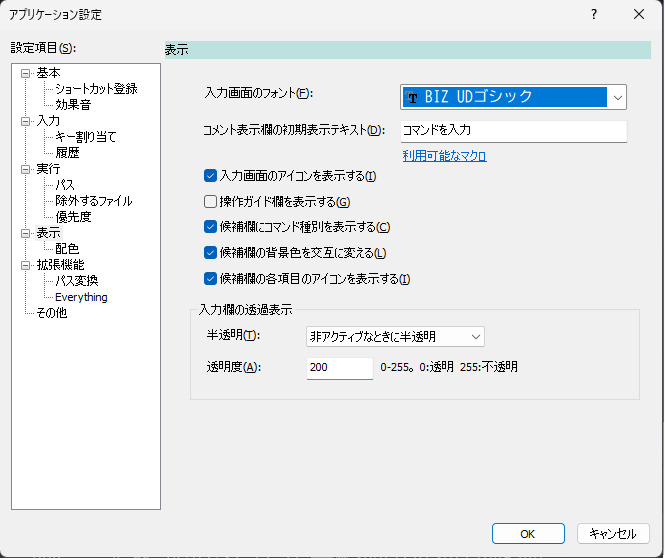 アプリケーション設定
設定項目(S):
基本
ショートカット登録
効果音
入力
キー割り当て
履歴
実行
パス
除外するファイル
優先度
表示
配色
拡張機能
パス変換
Everything
その他
表示
入力画面のフォント(F):
BIZ UDゴシック
コメント表示欄の初期表示テキスト(D):
コマンドを入力
利用可能なマクロ
入力画面のアイコンを表示する(I)
操作ガイド欄を表示する(G)
候補欄にコマンド種別を表示する(C)
候補欄の背景色を交互に変える(L)
候補欄の各項目のアイコンを表示する(I)
入力欄の透過表示
半透明(T):
非アクティブなときに半透明
透明度(A):
200
0-255。0:透明 255:不透明
OK
キャンセル